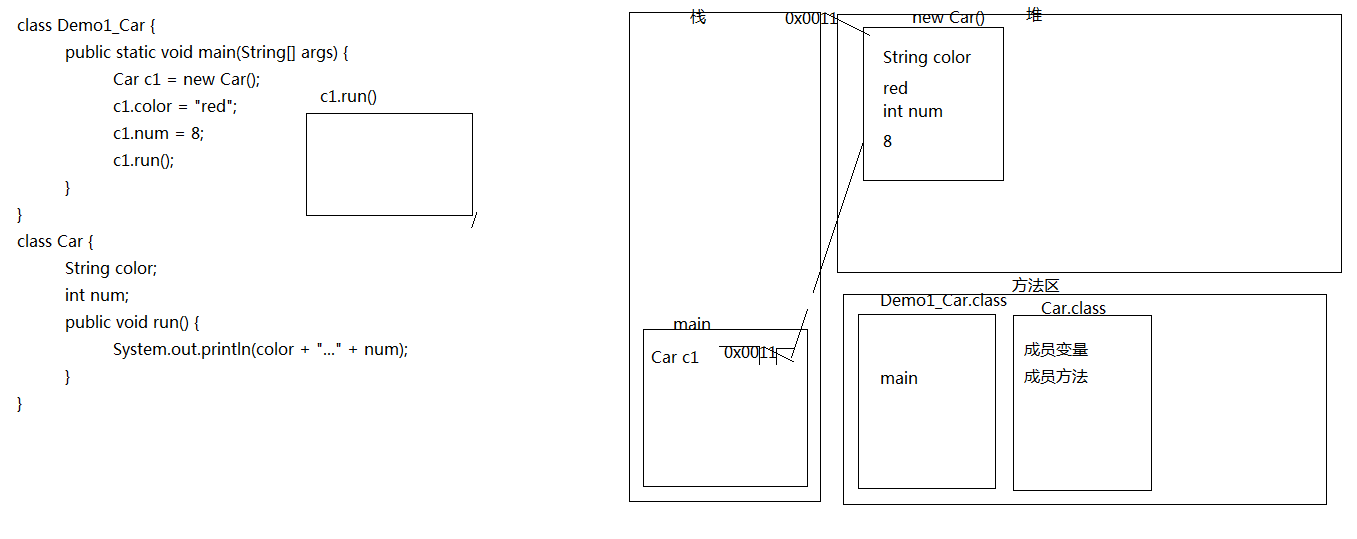 class Demo1_Car {
public static void main(String[] args) {
Car c1 = new Car();
c1.color = "red";
c1.num = 8;
c1.run();
}
}
class Car {
String color;
int num;
public void run() {
System.out.println(color + "..." + num);
}
}
c1.run()
栈
0x0011
new Car()
堆
String color
red
int num
8
main
Car c1
0x0011
方法区
Demo1_Car.class
main
Car.class
成员变量
成员方法